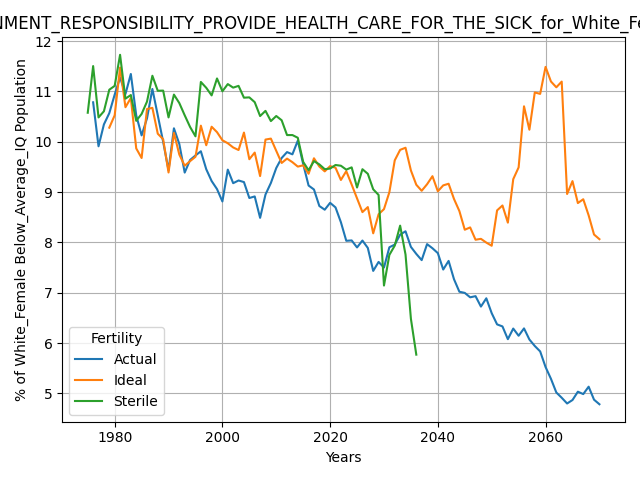 NMENT_RESPONSIBILITY_PROVIDE_HEALTH_CARE_FOR_THE_SICK_for_White_Fe
% of White_Female Below_Average_IQ Population
12
11
10
9
8
7
6
5
Fertility
Actual
Ideal
Sterile
1980
2000
2020
2040
2060
Years